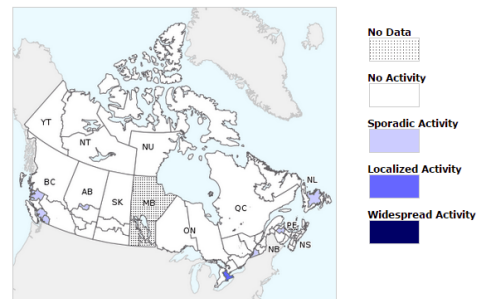 No Data
No Activity
Sporadic Activity
Localized Activity
Widespread Activity
YT
NT
NU
BC
AB
SK
MB
ON
QC
NL
PE
NB
NS